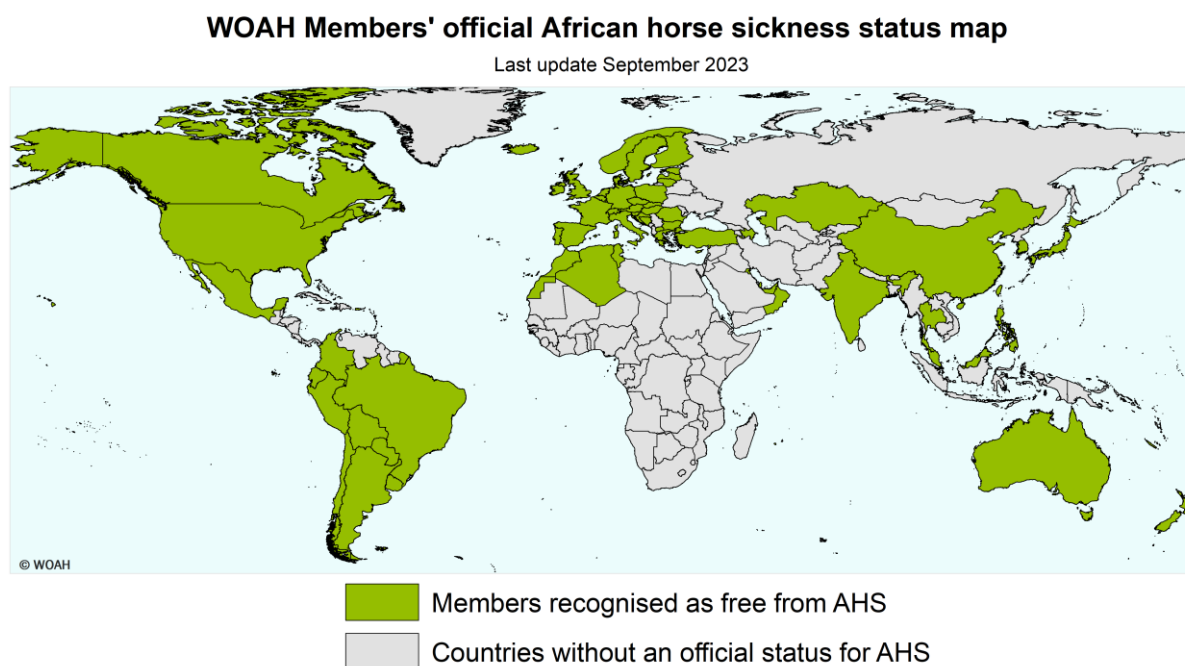 WOAH Members' official African horse sickness status map
Last update September 2023
© WOAH
Members recognised as free from AHS
Countries without an official status for AHS